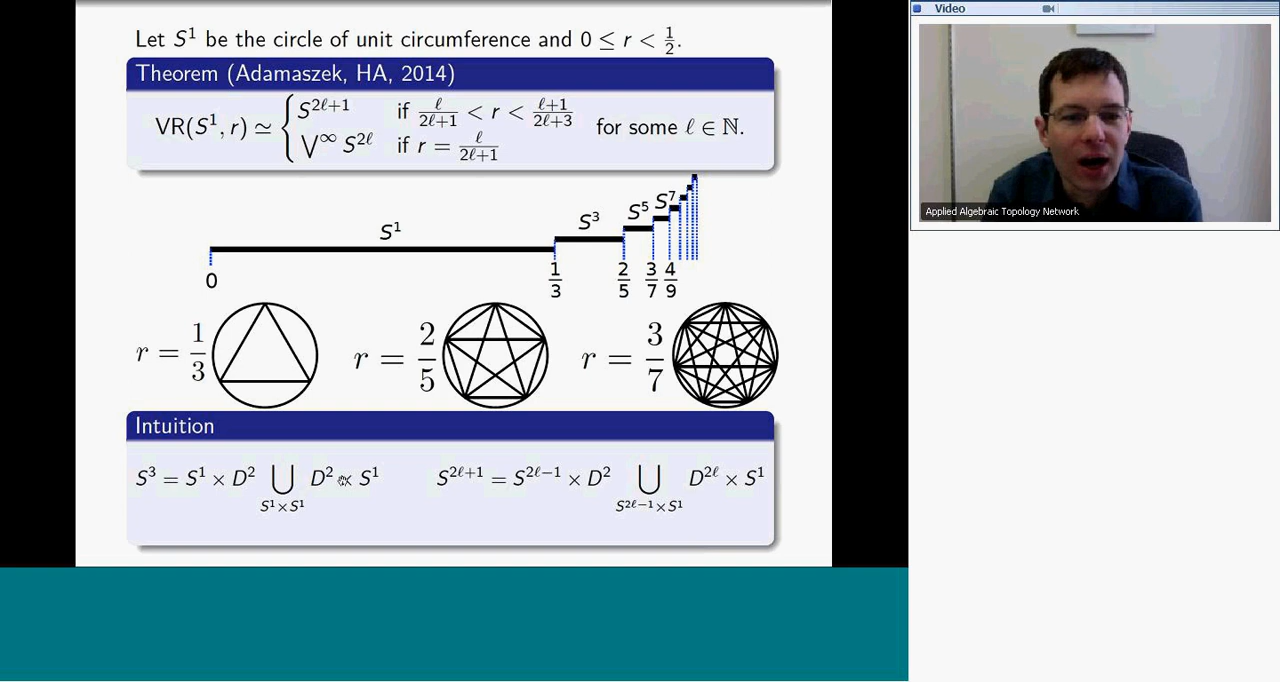 Video
Let S¹ be the circle of unit circumference and 0 ≤ r < 1/2.
Theorem (Adamaszek, HA, 2014)
VR(S¹, r) ≃ { S^{2ℓ+1} if ℓ/(2ℓ+1) < r < (ℓ+1)/(2ℓ+3) for some ℓ ∈ ℕ.
⋁^∞ S^{2ℓ} if r = ℓ/(2ℓ+1)
S¹ S³ S⁵ S⁷
0 1/3 2/5 3/7 4/9
r = 1/3 r = 2/5 r = 3/7
Intuition
S³ = S¹ × D² ⋃_{S¹×S¹} D² × S¹ S^{2ℓ+1} = S^{2ℓ−1} × D² ⋃_{S^{2ℓ−1}×S¹} D^{2ℓ} × S¹
Applied Algebraic Topology Network